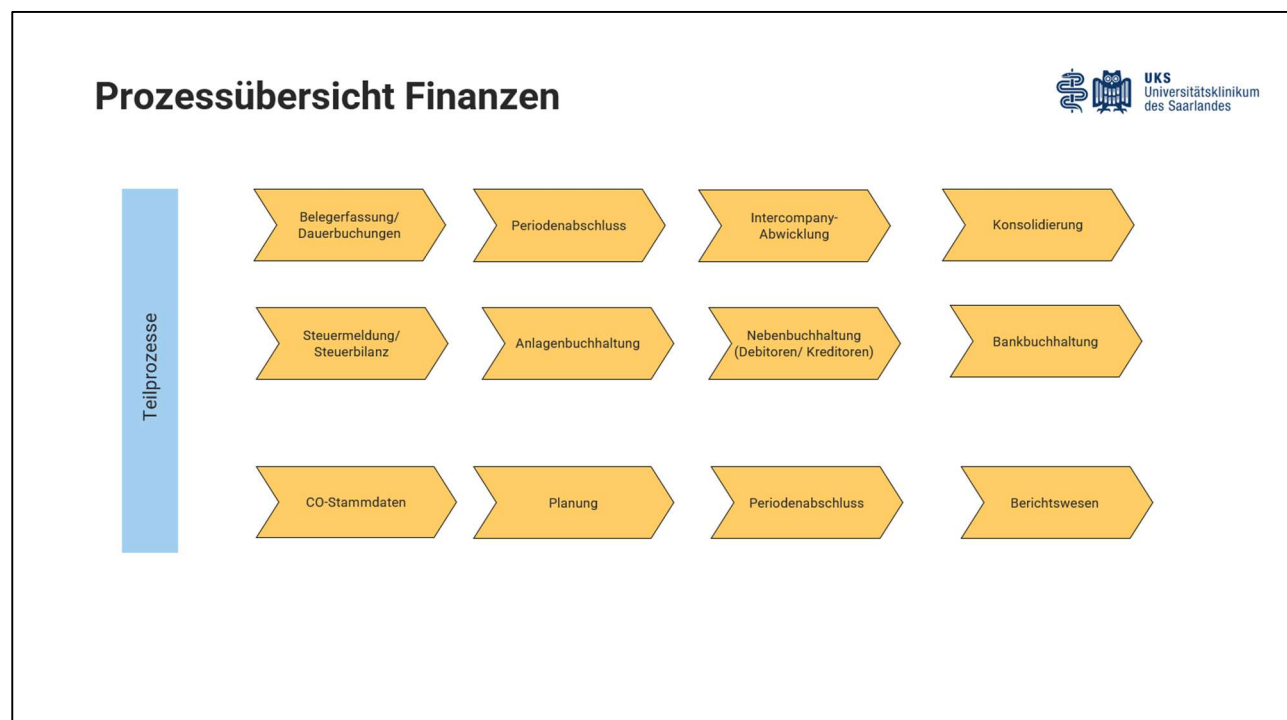 Prozessübersicht Finanzen
UKS
Universitätsklinikum
des Saarlandes
Teilprozesse
Belegerfassung/
Dauerbuchungen
Periodenabschluss
Intercompany-
Abwicklung
Konsolidierung
Steuermeldung/
Steuerbilanz
Anlagenbuchhaltung
Nebenbuchhaltung
(Debitoren/ Kreditoren)
Bankbuchhaltung
CO-Stammdaten
Planung
Periodenabschluss
Berichtswesen